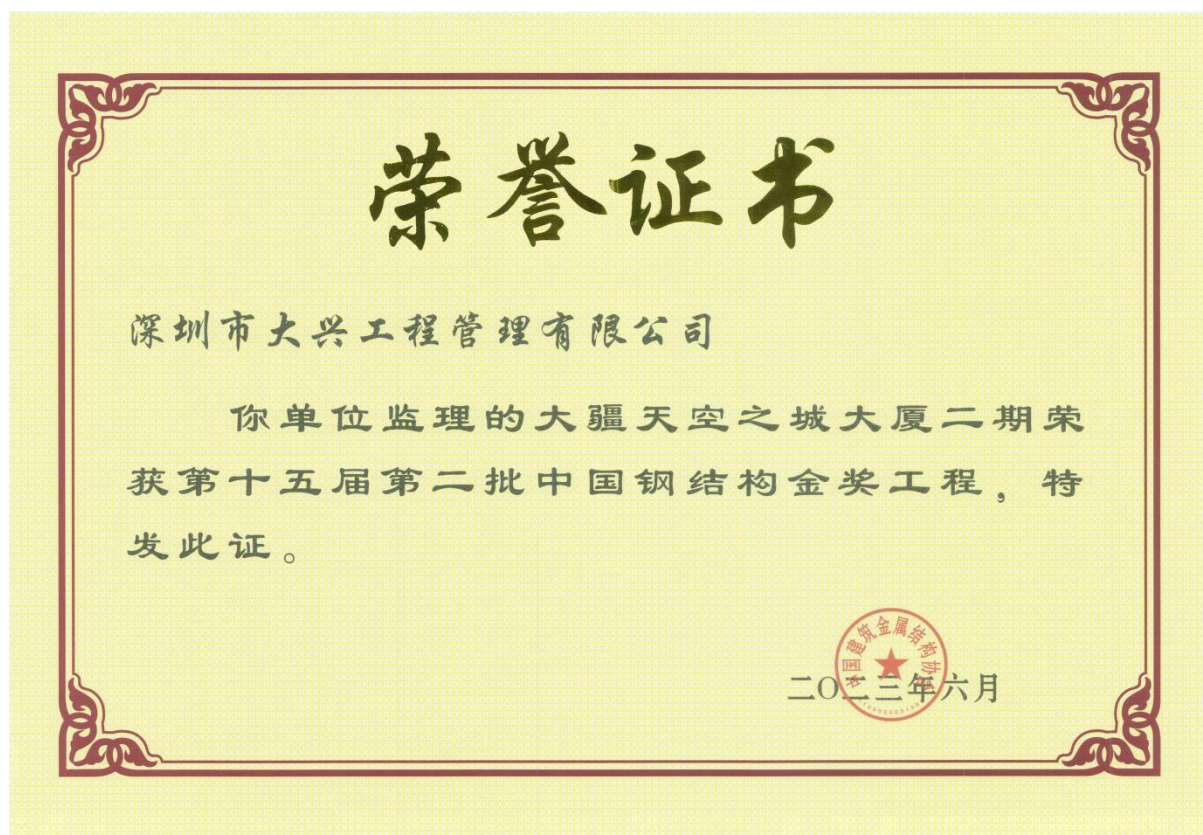 荣誉证书
深圳市大兴工程管理有限公司
你单位监理的大疆天空之城大厦二期荣
获第十五届第二批中国钢结构金奖工程，特
发此证。
中国建筑金属结构协会
二〇二三年六月